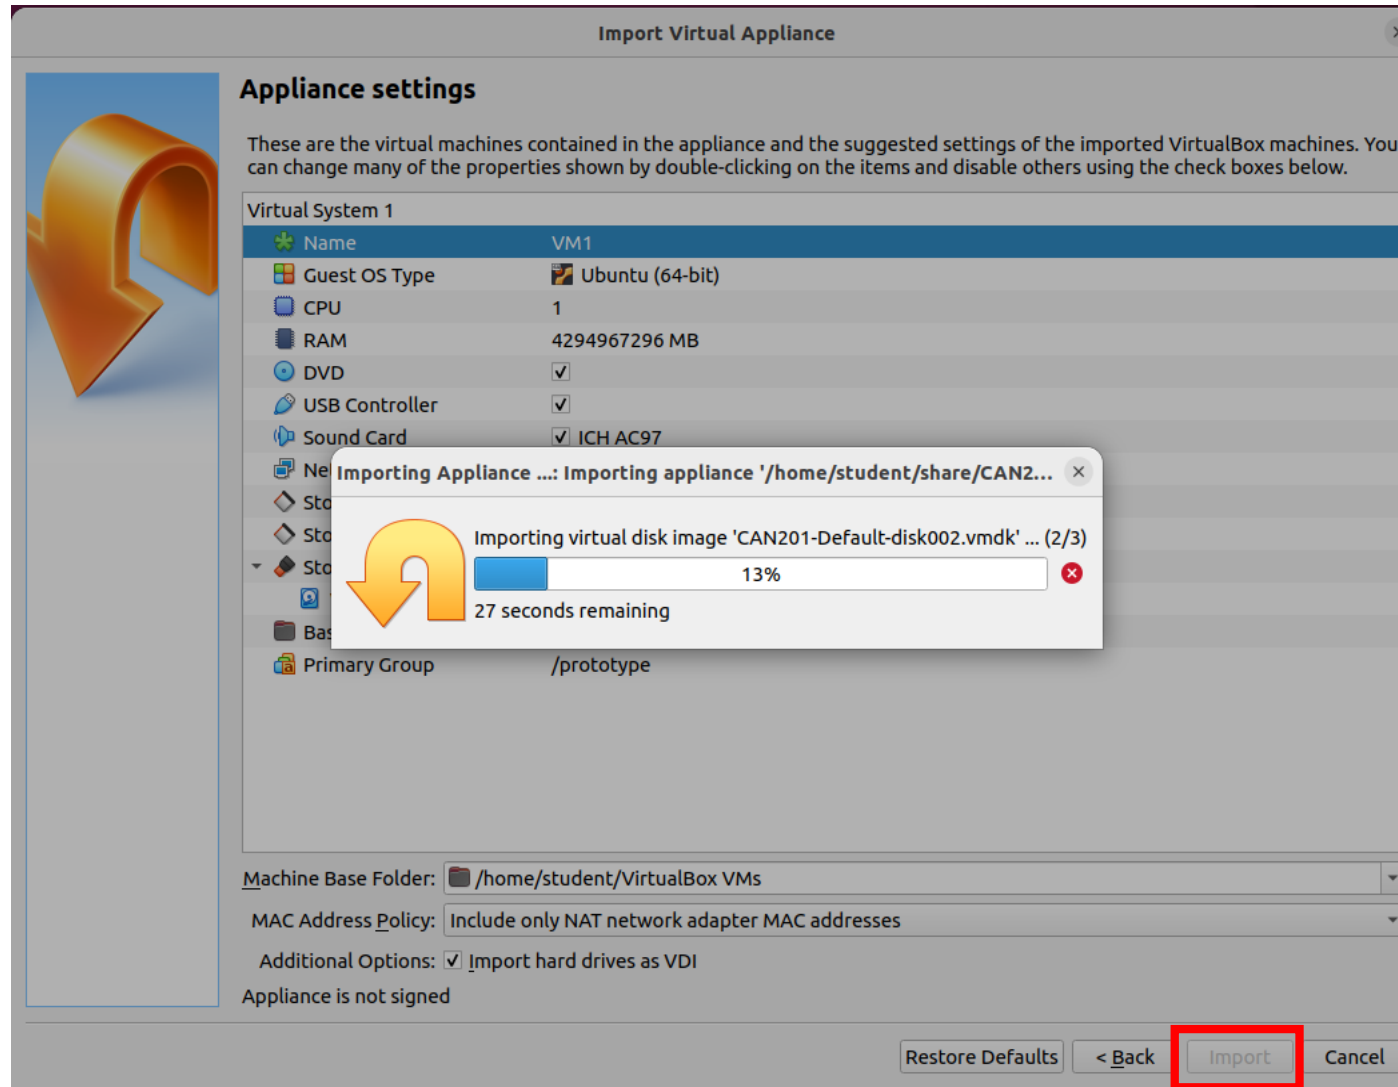 Import Virtual Appliance
Appliance settings
These are the virtual machines contained in the appliance and the suggested settings of the imported VirtualBox machines. You
can change many of the properties shown by double-clicking on the items and disable others using the check boxes below.
Virtual System 1
Name VM1
Guest OS Type Ubuntu (64-bit)
CPU 1
RAM 4294967296 MB
DVD
USB Controller
Sound Card ICH AC97
Ne
Sto
Sto
Sto
Bas
Primary Group /prototype
Importing Appliance ...: Importing appliance '/home/student/share/CAN2...
Importing virtual disk image 'CAN201-Default-disk002.vmdk' ... (2/3)
13%
27 seconds remaining
Machine Base Folder: /home/student/VirtualBox VMs
MAC Address Policy: Include only NAT network adapter MAC addresses
Additional Options: Import hard drives as VDI
Appliance is not signed
Restore Defaults < Back Import Cancel